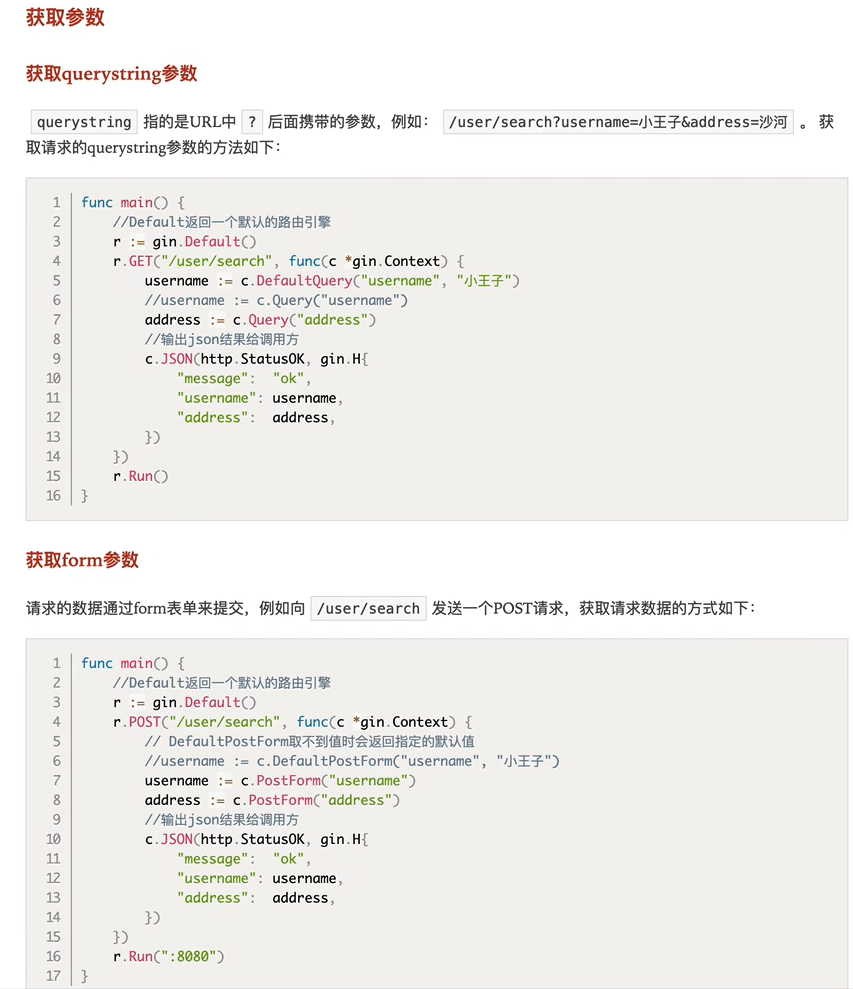 获取参数
获取querystring参数
querystring 指的是URL中 ? 后面携带的参数，例如： /user/search?username=小王子&address=沙河 。 获
取请求的querystring参数的方法如下：
1 func main() {
2     //Default返回一个默认的路由引擎
3     r := gin.Default()
4     r.GET("/user/search", func(c *gin.Context) {
5         username := c.DefaultQuery("username", "小王子")
6         //username := c.Query("username")
7         address := c.Query("address")
8         //输出json结果给调用方
9         c.JSON(http.StatusOK, gin.H{
10             "message":  "ok",
11             "username": username,
12             "address":  address,
13         })
14     })
15     r.Run()
16 }
获取form参数
请求的数据通过form表单来提交，例如向 /user/search 发送一个POST请求，获取请求数据的方式如下：
1 func main() {
2     //Default返回一个默认的路由引擎
3     r := gin.Default()
4     r.POST("/user/search", func(c *gin.Context) {
5         // DefaultPostForm取不到值时会返回指定的默认值
6         //username := c.DefaultPostForm("username", "小王子")
7         username := c.PostForm("username")
8         address := c.PostForm("address")
9         //输出json结果给调用方
10         c.JSON(http.StatusOK, gin.H{
11             "message":  "ok",
12             "username": username,
13             "address":  address,
14         })
15     })
16     r.Run(":8080")
17 }